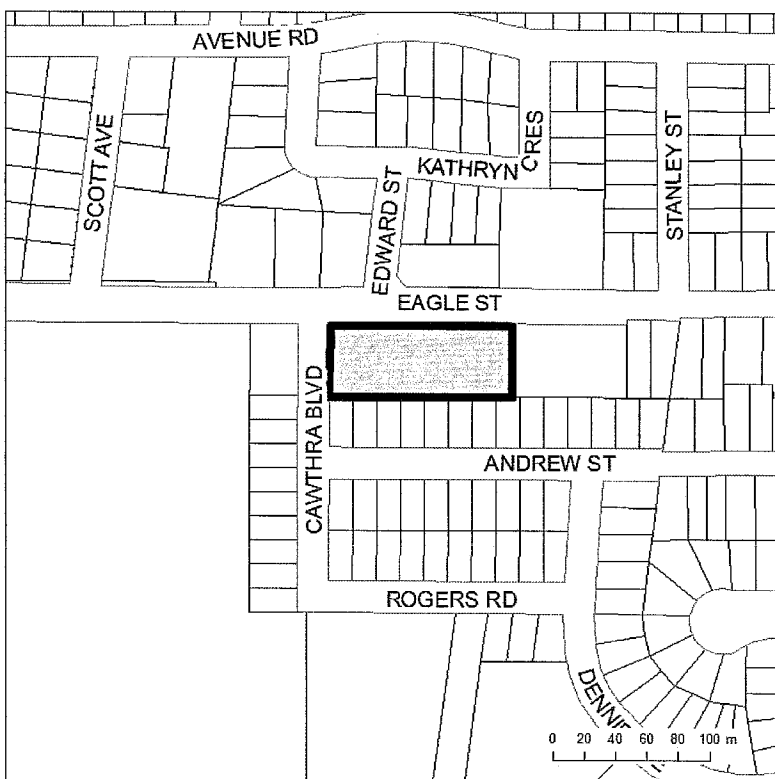 AVENUE RD
SCOTT AVE
KATHRYN
CRES
EDWARD ST
STANLEY ST
EAGLE ST
CAWTHRA BLVD
ANDREW ST
ROGERS RD
0 20 40 60 80 100 m